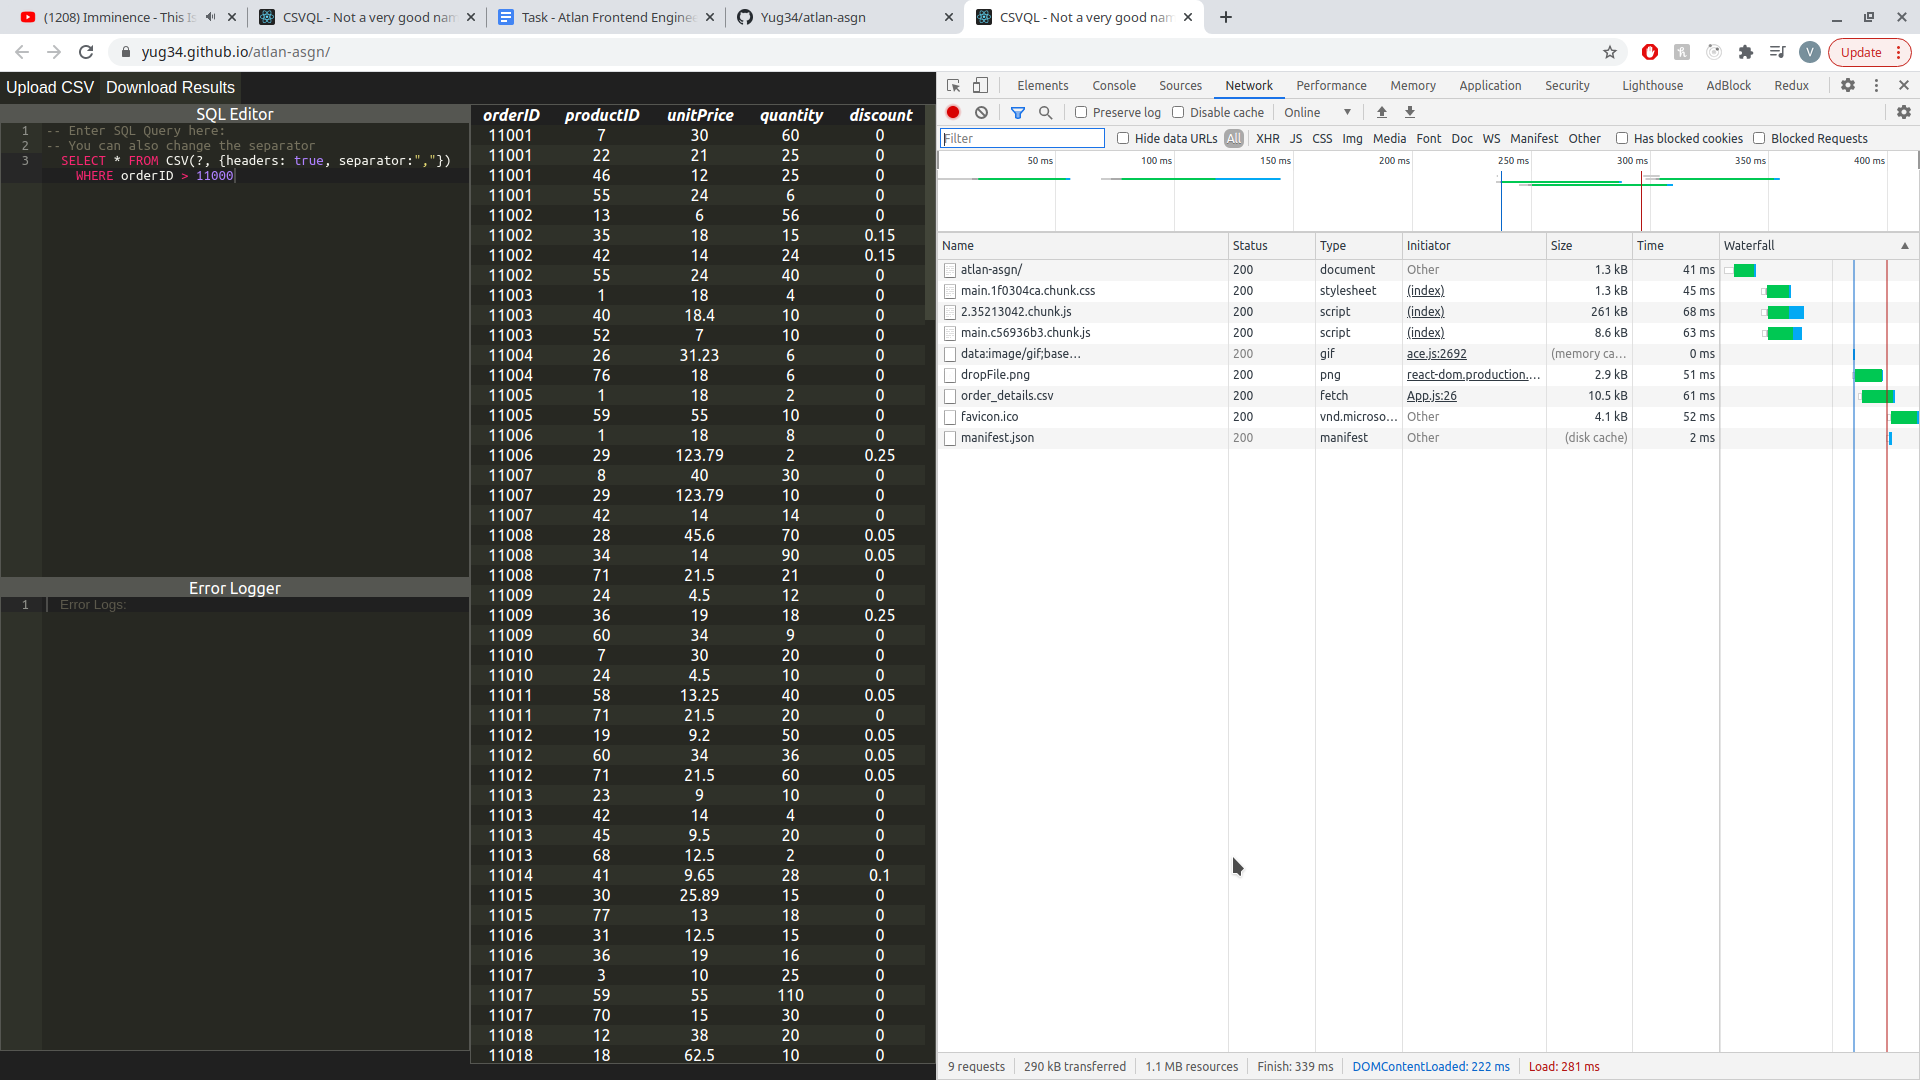 (1208) Imminence - This Is
CSVQL - Not a very good nam
Task - Atlan Frontend Engine
Yug34/atlan-asgn
CSVQL - Not a very good nam
yug34.github.io/atlan-asgn/
V
Update
Upload CSV Download Results
SQL Editor
1 -- Enter SQL Query here:
2 -- You can also change the separator
3 SELECT * FROM CSV(?, {headers: true, separator:","})
WHERE orderID > 11000
Error Logger
1 Error Logs:
orderID productID unitPrice quantity discount
11001 7 30 60 0
11001 22 21 25 0
11001 46 12 25 0
11001 55 24 6 0
11002 13 6 56 0
11002 35 18 15 0.15
11002 42 14 24 0.15
11002 55 24 40 0
11003 1 18 4 0
11003 40 18.4 10 0
11003 52 7 10 0
11004 26 31.23 6 0
11004 76 18 6 0
11005 1 18 2 0
11005 59 55 10 0
11006 1 18 8 0
11006 29 123.79 2 0.25
11007 8 40 30 0
11007 29 123.79 10 0
11007 42 14 14 0
11008 28 45.6 70 0.05
11008 34 14 90 0.05
11008 71 21.5 21 0
11009 24 4.5 12 0
11009 36 19 18 0.25
11009 60 34 9 0
11010 7 30 20 0
11010 24 4.5 10 0
11011 58 13.25 40 0.05
11011 71 21.5 20 0
11012 19 9.2 50 0.05
11012 60 34 36 0.05
11012 71 21.5 60 0.05
11013 23 9 10 0
11013 42 14 4 0
11013 45 9.5 20 0
11013 68 12.5 2 0
11014 41 9.65 28 0.1
11015 30 25.89 15 0
11015 77 13 18 0
11016 31 12.5 15 0
11016 36 19 16 0
11017 3 10 25 0
11017 59 55 110 0
11017 70 15 30 0
11018 12 38 20 0
11018 18 62.5 10 0
Elements Console Sources Network Performance Memory Application Security Lighthouse AdBlock Redux
Preserve log Disable cache Online
Filter Hide data URLs All XHR JS CSS Img Media Font Doc WS Manifest Other Has blocked cookies Blocked Requests
50 ms 100 ms 150 ms 200 ms 250 ms 300 ms 350 ms 400 ms
Name Status Type Initiator Size Time Waterfall
atlan-asgn/ 200 document Other 1.3 kB 41 ms
main.1f0304ca.chunk.css 200 stylesheet (index) 1.3 kB 45 ms
2.35213042.chunk.js 200 script (index) 261 kB 68 ms
main.c56936b3.chunk.js 200 script (index) 8.6 kB 63 ms
data:image/gif;base... 200 gif ace.js:2692 (memory ca... 0 ms
dropFile.png 200 png react-dom.production.... 2.9 kB 51 ms
order_details.csv 200 fetch App.js:26 10.5 kB 61 ms
favicon.ico 200 vnd.microso... Other 4.1 kB 52 ms
manifest.json 200 manifest Other (disk cache) 2 ms
9 requests 290 kB transferred 1.1 MB resources Finish: 339 ms DOMContentLoaded: 222 ms Load: 281 ms